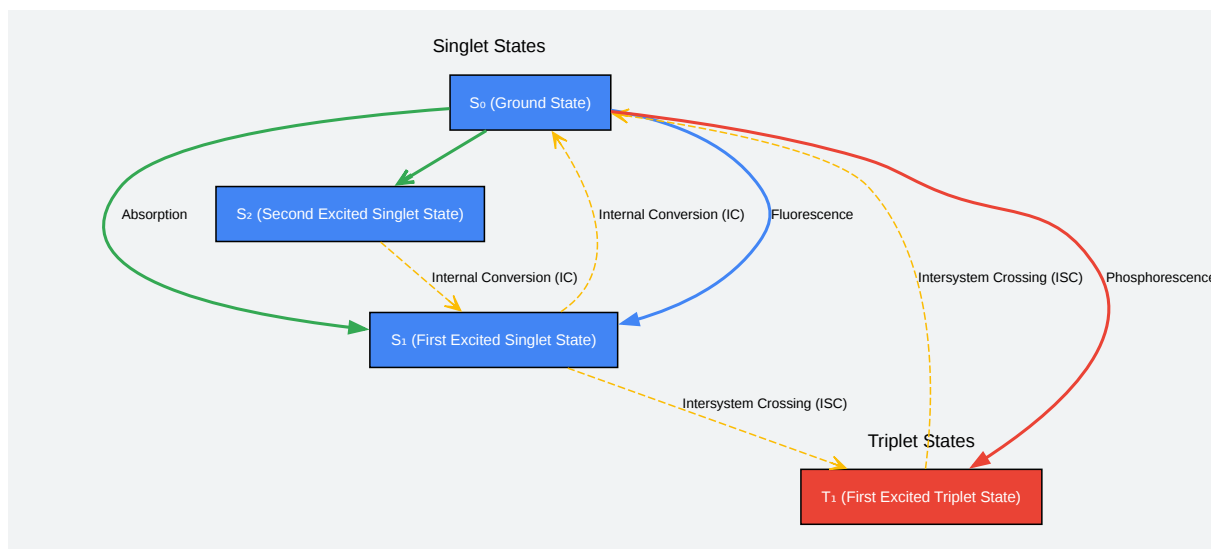 Singlet States
S₀ (Ground State)
Absorption
S₂ (Second Excited Singlet State)
Internal Conversion (IC)
Fluorescence
Internal Conversion (IC)
Intersystem Crossing (ISC)
Phosphorescence
S₁ (First Excited Singlet State)
Intersystem Crossing (ISC)
Triplet States
T₁ (First Excited Triplet State)